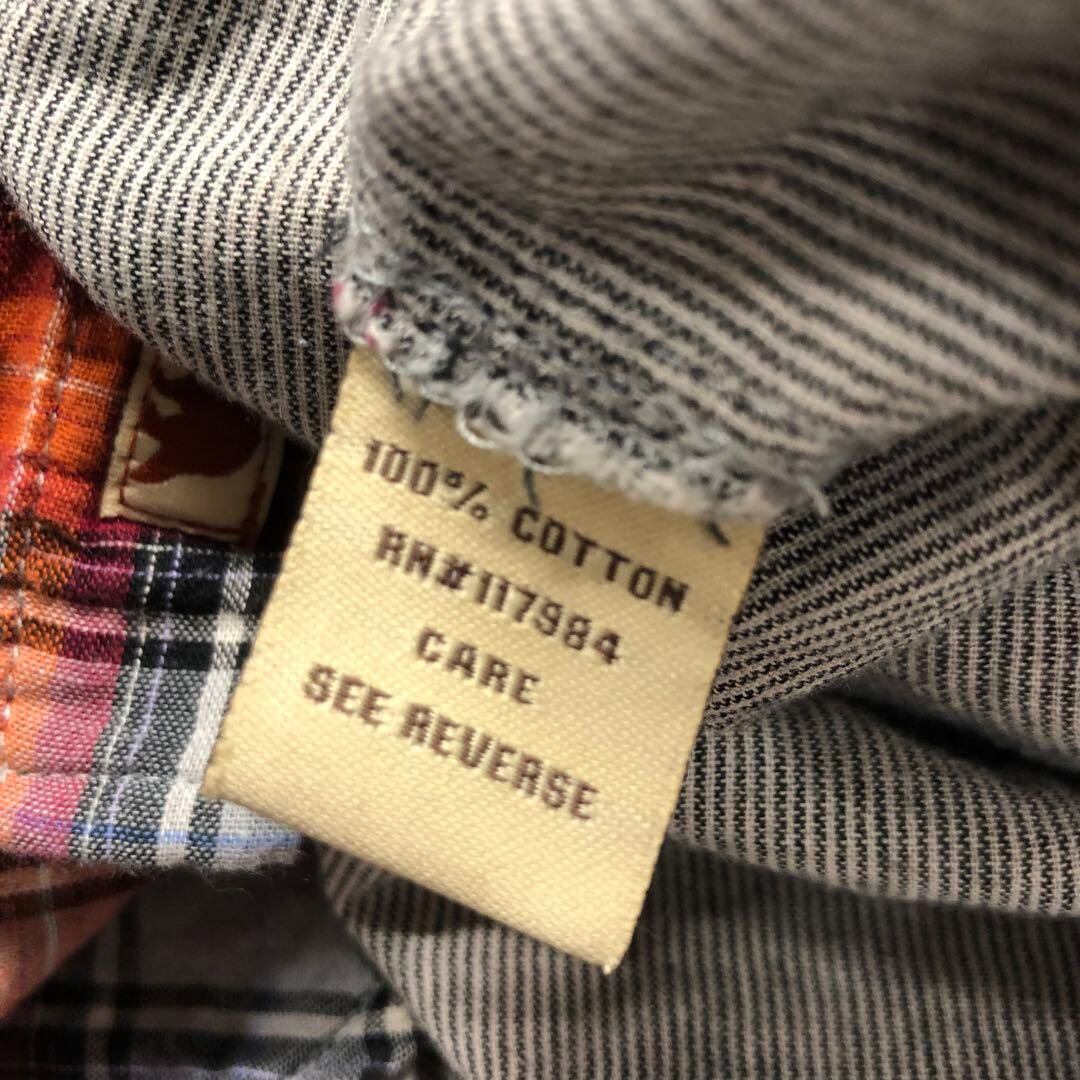 100% COTTON
RN#117984
CARE
SEE REVERSE